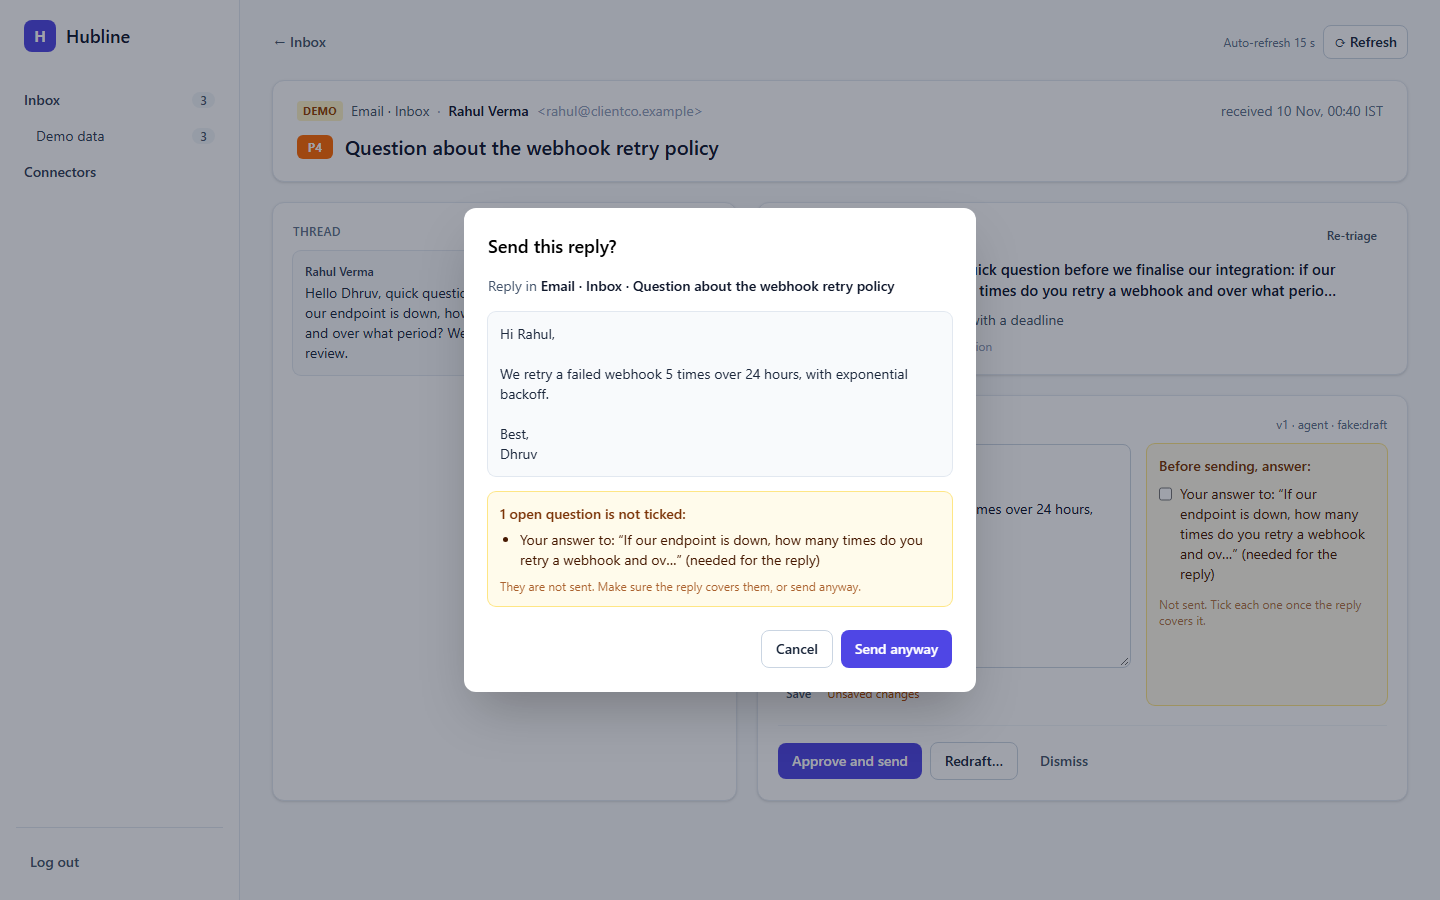 H Hubline
Inbox 3
Demo data 3
Connectors
Log out
← Inbox
Auto-refresh 15 s
⟳ Refresh
DEMO Email · Inbox · Rahul Verma <rahul@clientco.example>
received 10 Nov, 00:40 IST
P4 Question about the webhook retry policy
THREAD
Rahul Verma
Hello Dhruv, quick questic
our endpoint is down, hov
and over what period? We
review.
Re-triage
ick question before we finalise our integration: if our
times do you retry a webhook and over what perio...
with a deadline
ion
v1 · agent · fake:draft
mes over 24 hours,
Before sending, answer:
Your answer to: “If our
endpoint is down, how many
times do you retry a webhook
and ov...” (needed for the
reply)
Not sent. Tick each one once the reply
covers it.
Save Unsaved changes
Approve and send
Redraft...
Dismiss
Send this reply?
Reply in Email · Inbox · Question about the webhook retry policy
Hi Rahul,
We retry a failed webhook 5 times over 24 hours, with exponential
backoff.
Best,
Dhruv
1 open question is not ticked:
• Your answer to: “If our endpoint is down, how many times do you
retry a webhook and ov...” (needed for the reply)
They are not sent. Make sure the reply covers them, or send anyway.
Cancel
Send anyway